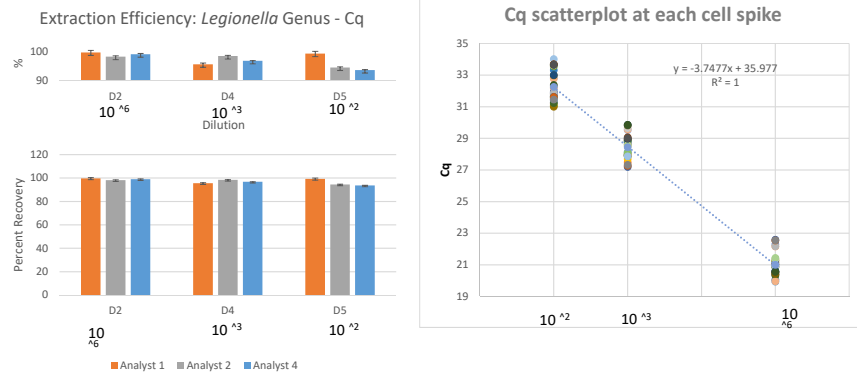 Extraction Efficiency: Legionella Genus - Cq
%
100
90
D2 D4 D5
10 ^6 10 ^3 10 ^2
Dilution
Percent Recovery
120
100
80
60
40
20
0
D2 D4 D5
10 ^6 10 ^3 10 ^2
Analyst 1 Analyst 2 Analyst 4
Cq scatterplot at each cell spike
y = -3.7477x + 35.977
R² = 1
Cq
35
33
31
29
27
25
23
21
19
10 ^2 10 ^3 10 ^6